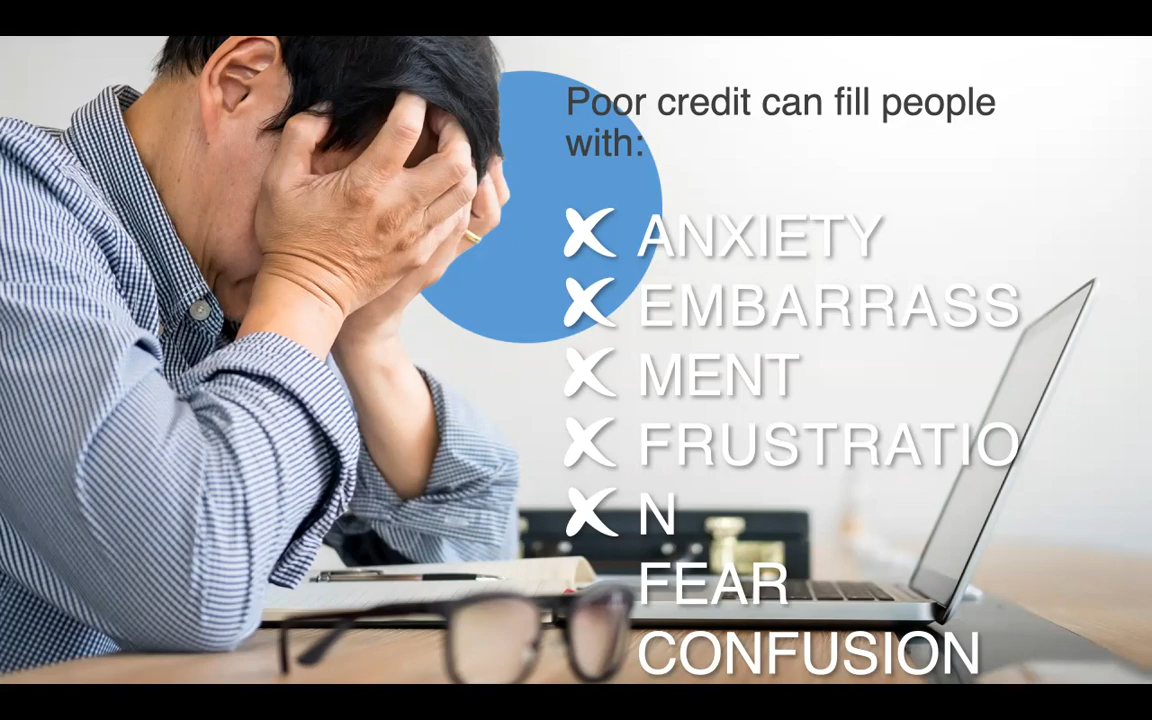 Poor credit can fill people
with:
ANXIETY
EMBARRASS
MENT
FRUSTRATIO
N
FEAR
CONFUSION